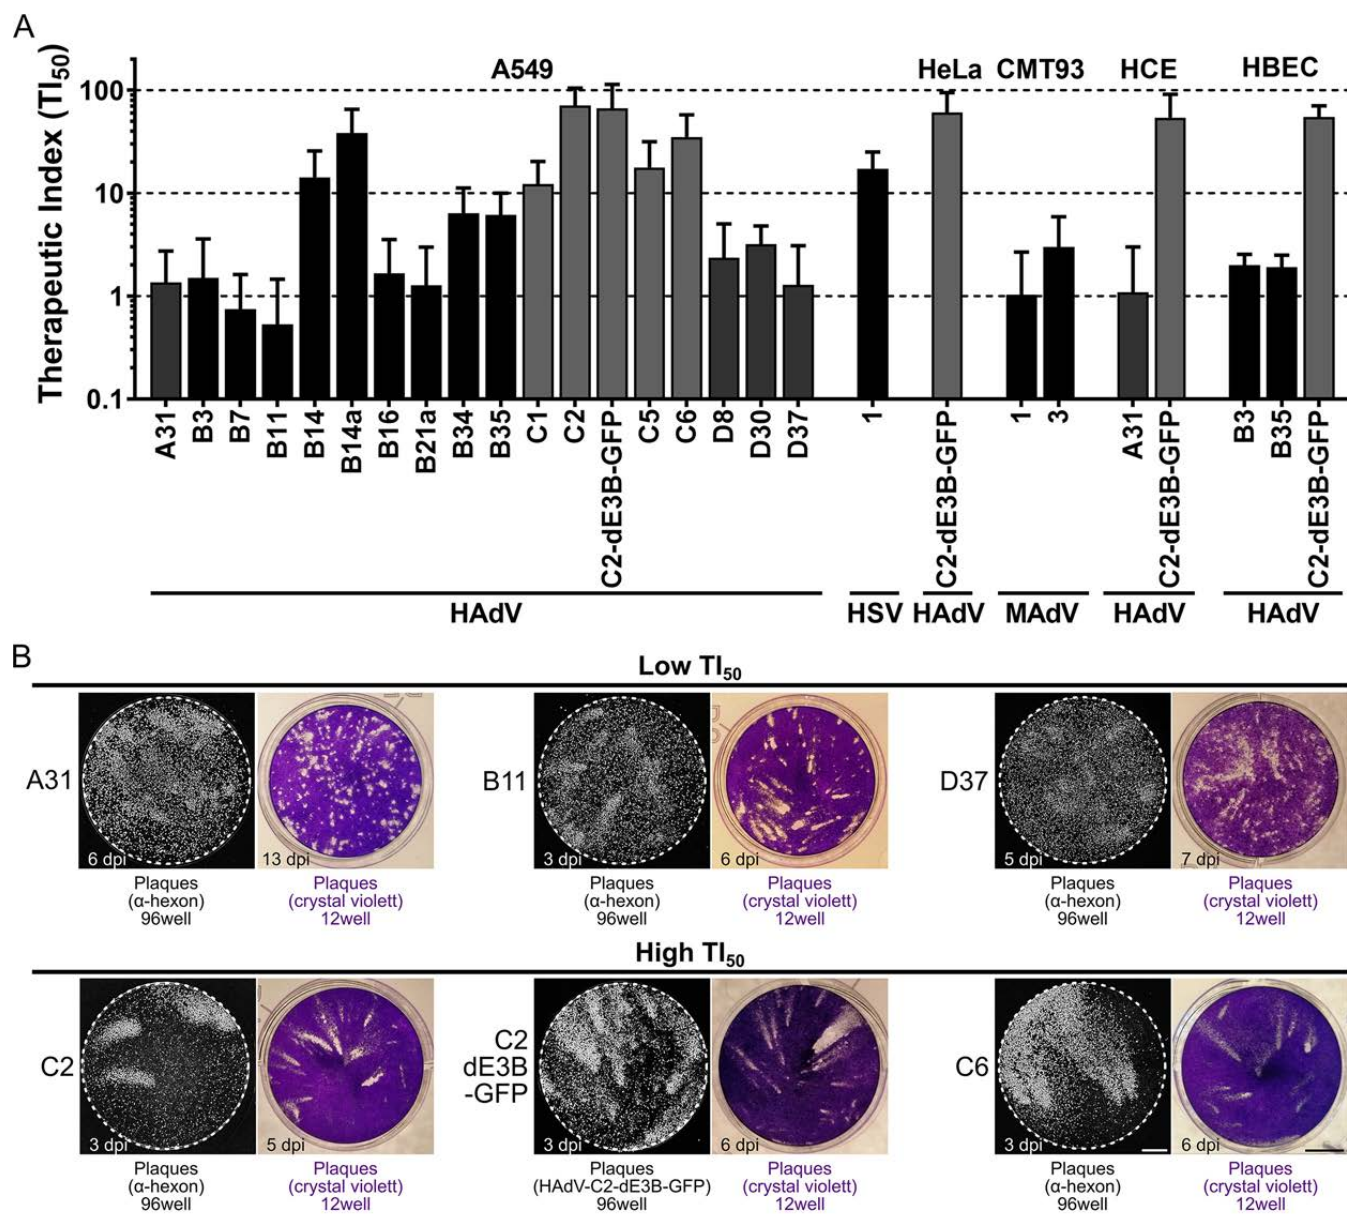 A
Therapeutic Index (TI50)
100
10
1
0.1
A549
HeLa
CMT93
HCE
HBEC
A31
B3
B7
B11
B14
B14a
B16
B21a
B34
B35
C1
C2
C2-dE3B-GFP
C5
C6
D8
D30
D37
1
C2-dE3B-GFP
1
3
A31
C2-dE3B-GFP
B3
B35
C2-dE3B-GFP
HAdV
HSV
HAdV
MAdV
HAdV
HAdV
B
Low TI50
A31
6 dpi
13 dpi
Plaques
(α-hexon)
96well
Plaques
(crystal violett)
12well
B11
3 dpi
6 dpi
Plaques
(α-hexon)
96well
Plaques
(crystal violett)
12well
D37
5 dpi
7 dpi
Plaques
(α-hexon)
96well
Plaques
(crystal violett)
12well
High TI50
C2
3 dpi
5 dpi
Plaques
(α-hexon)
96well
Plaques
(crystal violett)
12well
C2
dE3B
-GFP
3 dpi
6 dpi
Plaques
(HAdV-C2-dE3B-GFP)
96well
Plaques
(crystal violett)
12well
C6
3 dpi
6 dpi
Plaques
(α-hexon)
96well
Plaques
(crystal violett)
12well